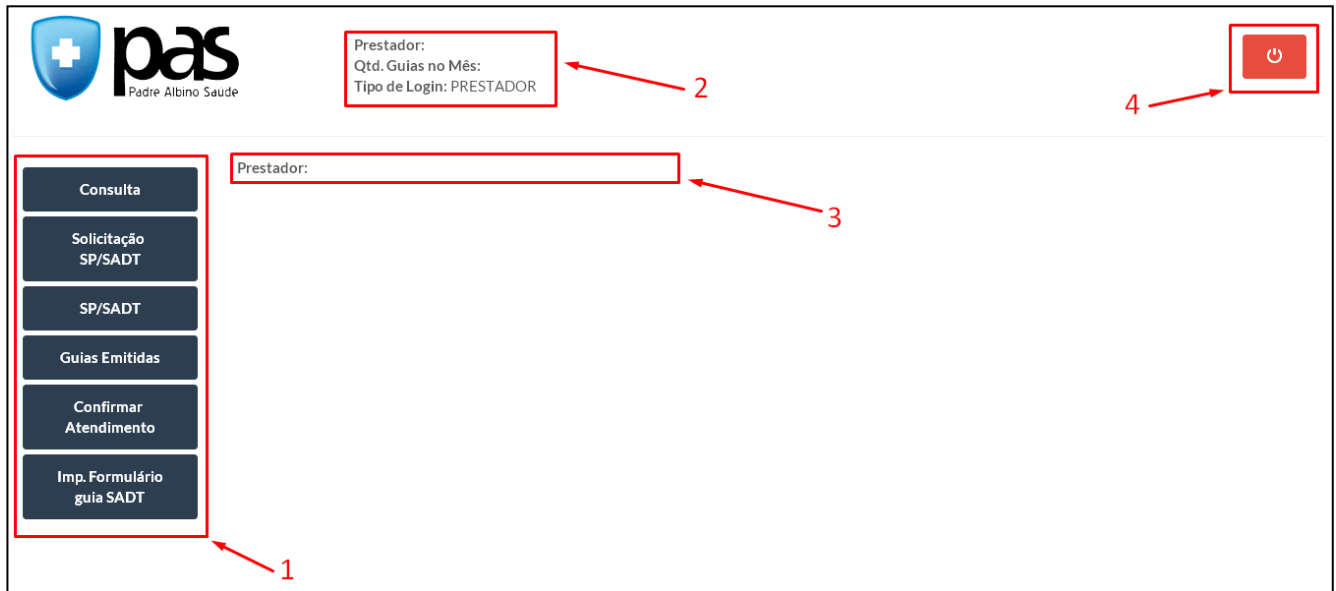 pas
Padre Albino Saúde
Prestador:
Qtd. Guias no Mês:
Tipo de Login: PRESTADOR
2
4
Prestador:
3
Consulta
Solicitação
SP/SADT
SP/SADT
Guias Emitidas
Confirmar
Atendimento
Imp. Formulário
guia SADT
1